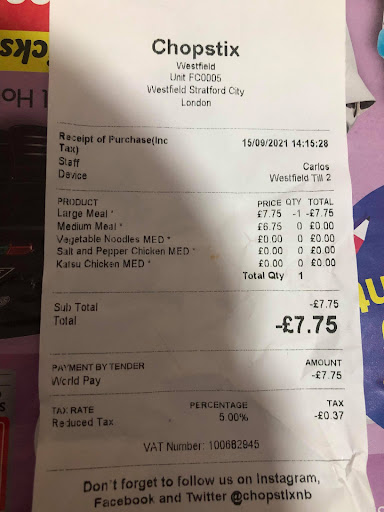 Chopstix
Westfield
Unit FC0005
Westfield Stratford City
London
Receipt of Purchase(Inc Tax) 15/09/2021 14:15:28
Staff Carlos
Device Westfield Till 2
PRODUCT PRICE QTY TOTAL
Large Meal * £7.75 -1 -£7.75
Medium Meal * £6.75 0 £0.00
Vegetable Noodles MED * £0.00 0 £0.00
Salt and Pepper Chicken MED * £0.00 0 £0.00
Katsu Chicken MED * £0.00 0 £0.00
Total Qty 1
Sub Total -£7.75
Total -£7.75
PAYMENT BY TENDER AMOUNT
World Pay -£7.75
TAX RATE PERCENTAGE TAX
Reduced Tax 5.00% -£0.37
VAT Number: 100682945
Don't forget to follow us on Instagram,
Facebook and Twitter @chopstixnb